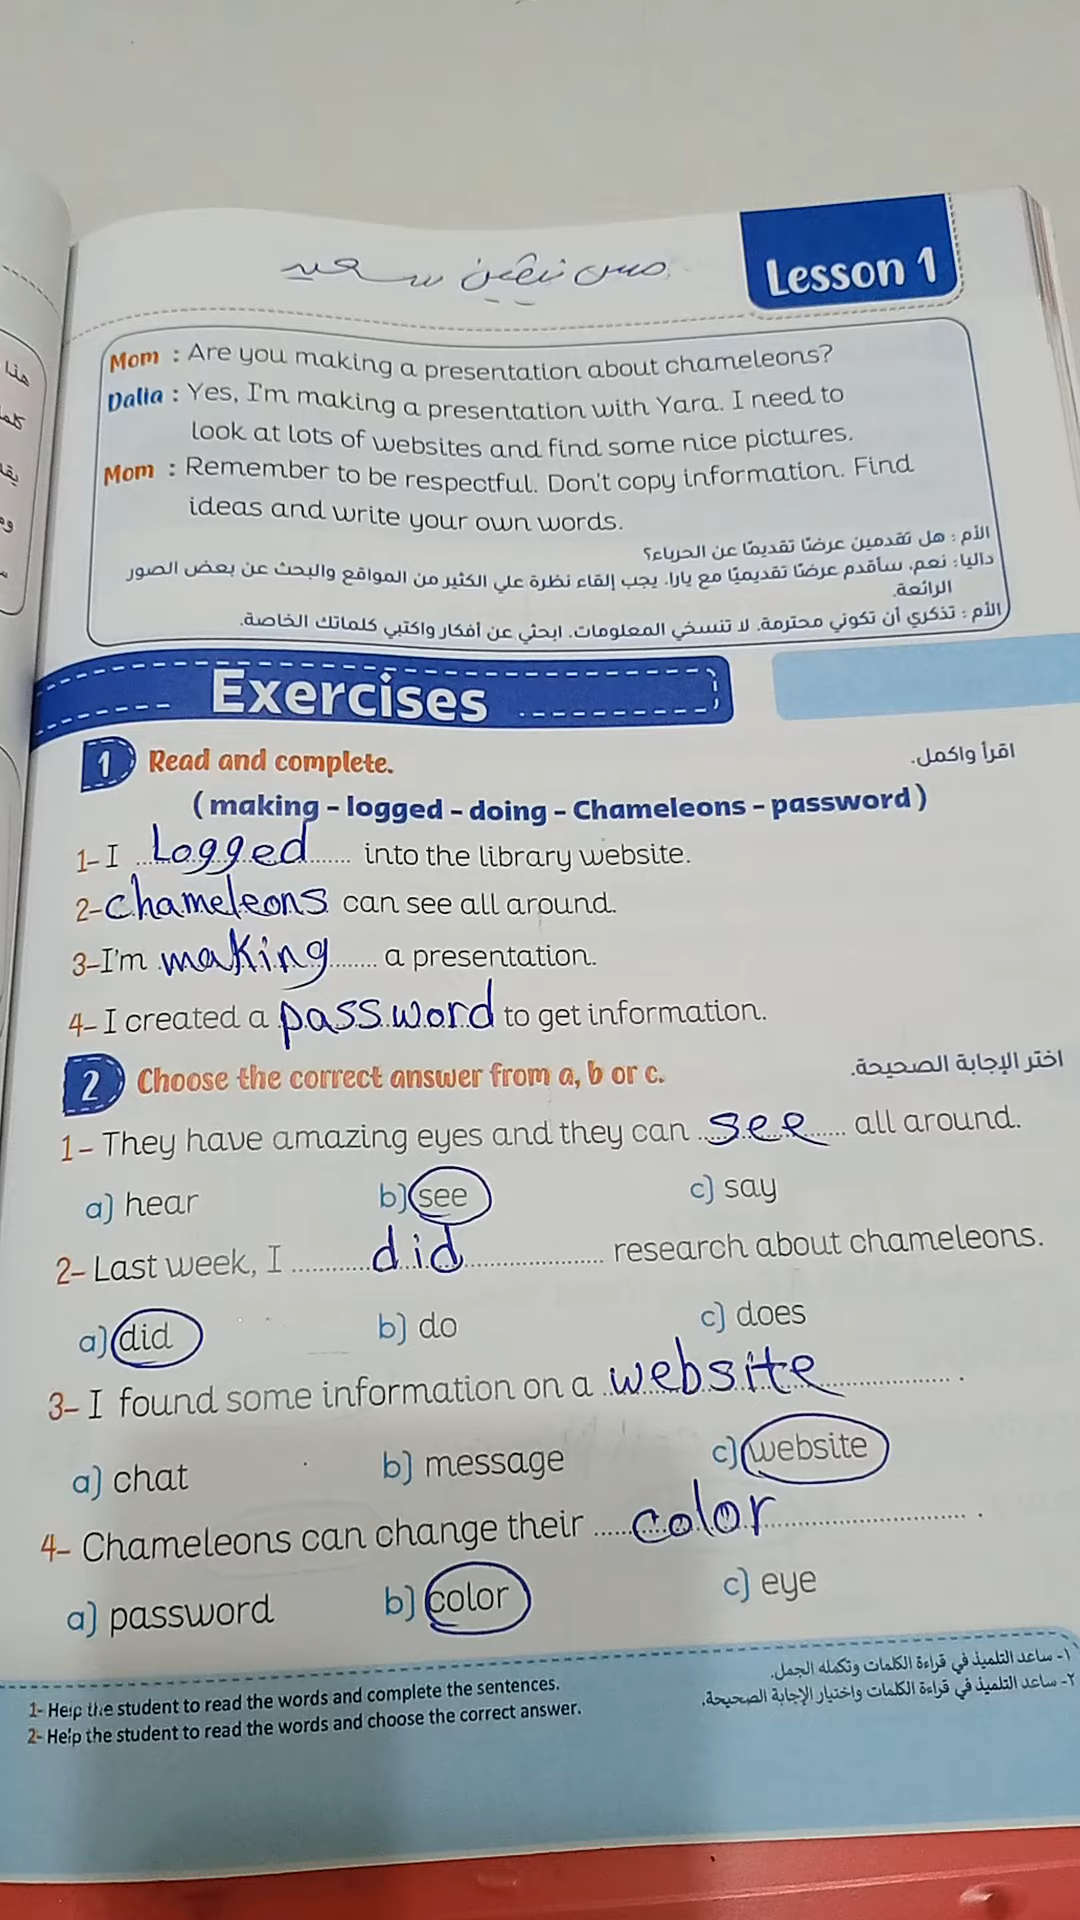 مس نيفين سعيد
Lesson 1
Mom : Are you making a presentation about chameleons?
Dalia : Yes, I'm making a presentation with Yara. I need to
look at lots of websites and find some nice pictures.
Mom : Remember to be respectful. Don't copy information. Find
ideas and write your own words.
الأم : هل تقدمين عرضًا تقديميًا عن الحرباء؟
داليا : نعم، سأقدم عرضًا تقديميًا مع يارا. يجب إلقاء نظرة علي الكثير من المواقع والبحث عن بعض الصور
الرائعة.
الأم : تذكري أن تكوني محترمة. لا تنسخي المعلومات. ابحثي عن أفكار واكتبي كلماتك الخاصة.
Exercises
1 Read and complete. اقرأ واكمل.
( making – logged – doing – Chameleons – password )
1- I Logged into the library website.
2- chameleons can see all around.
3- I'm making a presentation.
4- I created a password to get information.
2 Choose the correct answer from a, b or c. اختر الإجابة الصحيحة.
1- They have amazing eyes and they can see all around.
a) hear b) see c) say
2- Last week, I did research about chameleons.
a) did b) do c) does
3- I found some information on a website.
a) chat b) message c) website
4- Chameleons can change their color.
a) password b) color c) eye
1- Help the student to read the words and complete the sentences. ١- ساعد التلميذ في قراءة الكلمات وتكمله الجمل.
2- Help the student to read the words and choose the correct answer. ٢- ساعد التلميذ في قراءة الكلمات واختيار الإجابة الصحيحة.